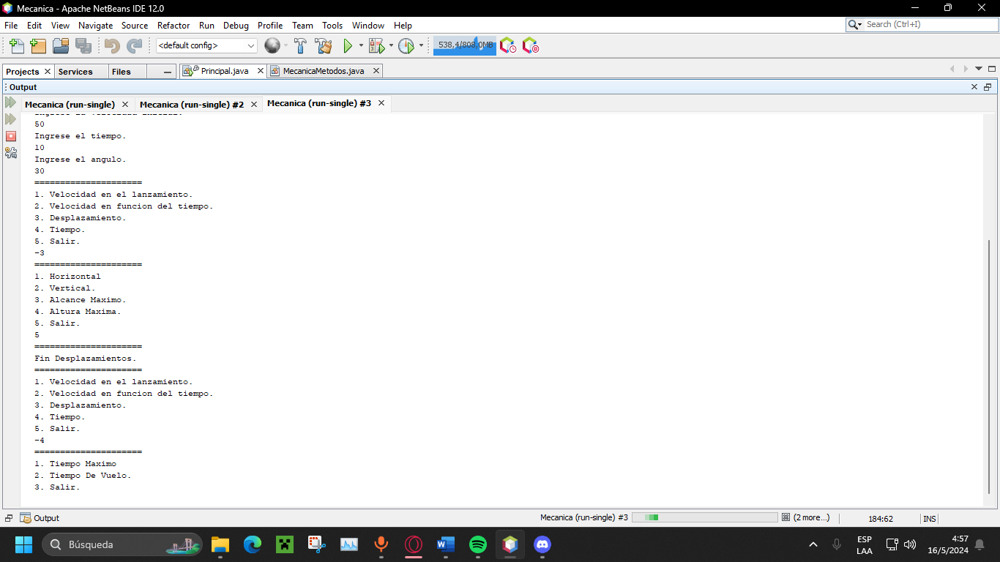 Mecanica - Apache NetBeans IDE 12.0
File Edit View Navigate Source Refactor Run Debug Profile Team Tools Window Help
Search (Ctrl+I)
<default config>
538,4/808,0MB
Projects Services Files
Principal.java MecanicaMetodos.java
Output
Mecanica (run-single) Mecanica (run-single) #2 Mecanica (run-single) #3
Ingrese la velocidad inicial.
50
Ingrese el tiempo.
10
Ingrese el angulo.
30
=====================
1. Velocidad en el lanzamiento.
2. Velocidad en funcion del tiempo.
3. Desplazamiento.
4. Tiempo.
5. Salir.
-3
=====================
1. Horizontal
2. Vertical.
3. Alcance Maximo.
4. Altura Maxima.
5. Salir.
5
=====================
Fin Desplazamientos.
=====================
1. Velocidad en el lanzamiento.
2. Velocidad en funcion del tiempo.
3. Desplazamiento.
4. Tiempo.
5. Salir.
-4
=====================
1. Tiempo Maximo
2. Tiempo De Vuelo.
3. Salir.
Output
Mecanica (run-single) #3
(2 more...)
184:62
INS
Búsqueda
ESP
LAA
4:57
16/5/2024